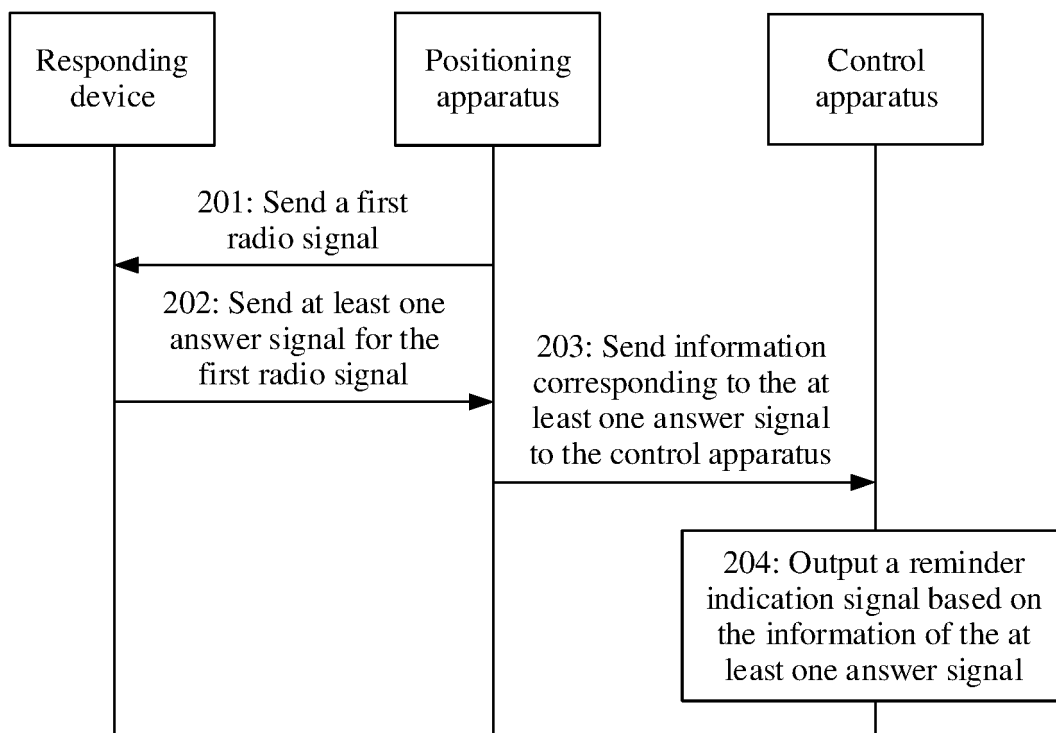 Responding
device
Positioning
apparatus
Control
apparatus
201: Send a first
radio signal
202: Send at least one
answer signal for the
first radio signal
203: Send information
corresponding to the at
least one answer signal
to the control apparatus
204: Output a reminder
indication signal based on
the information of the at
least one answer signal